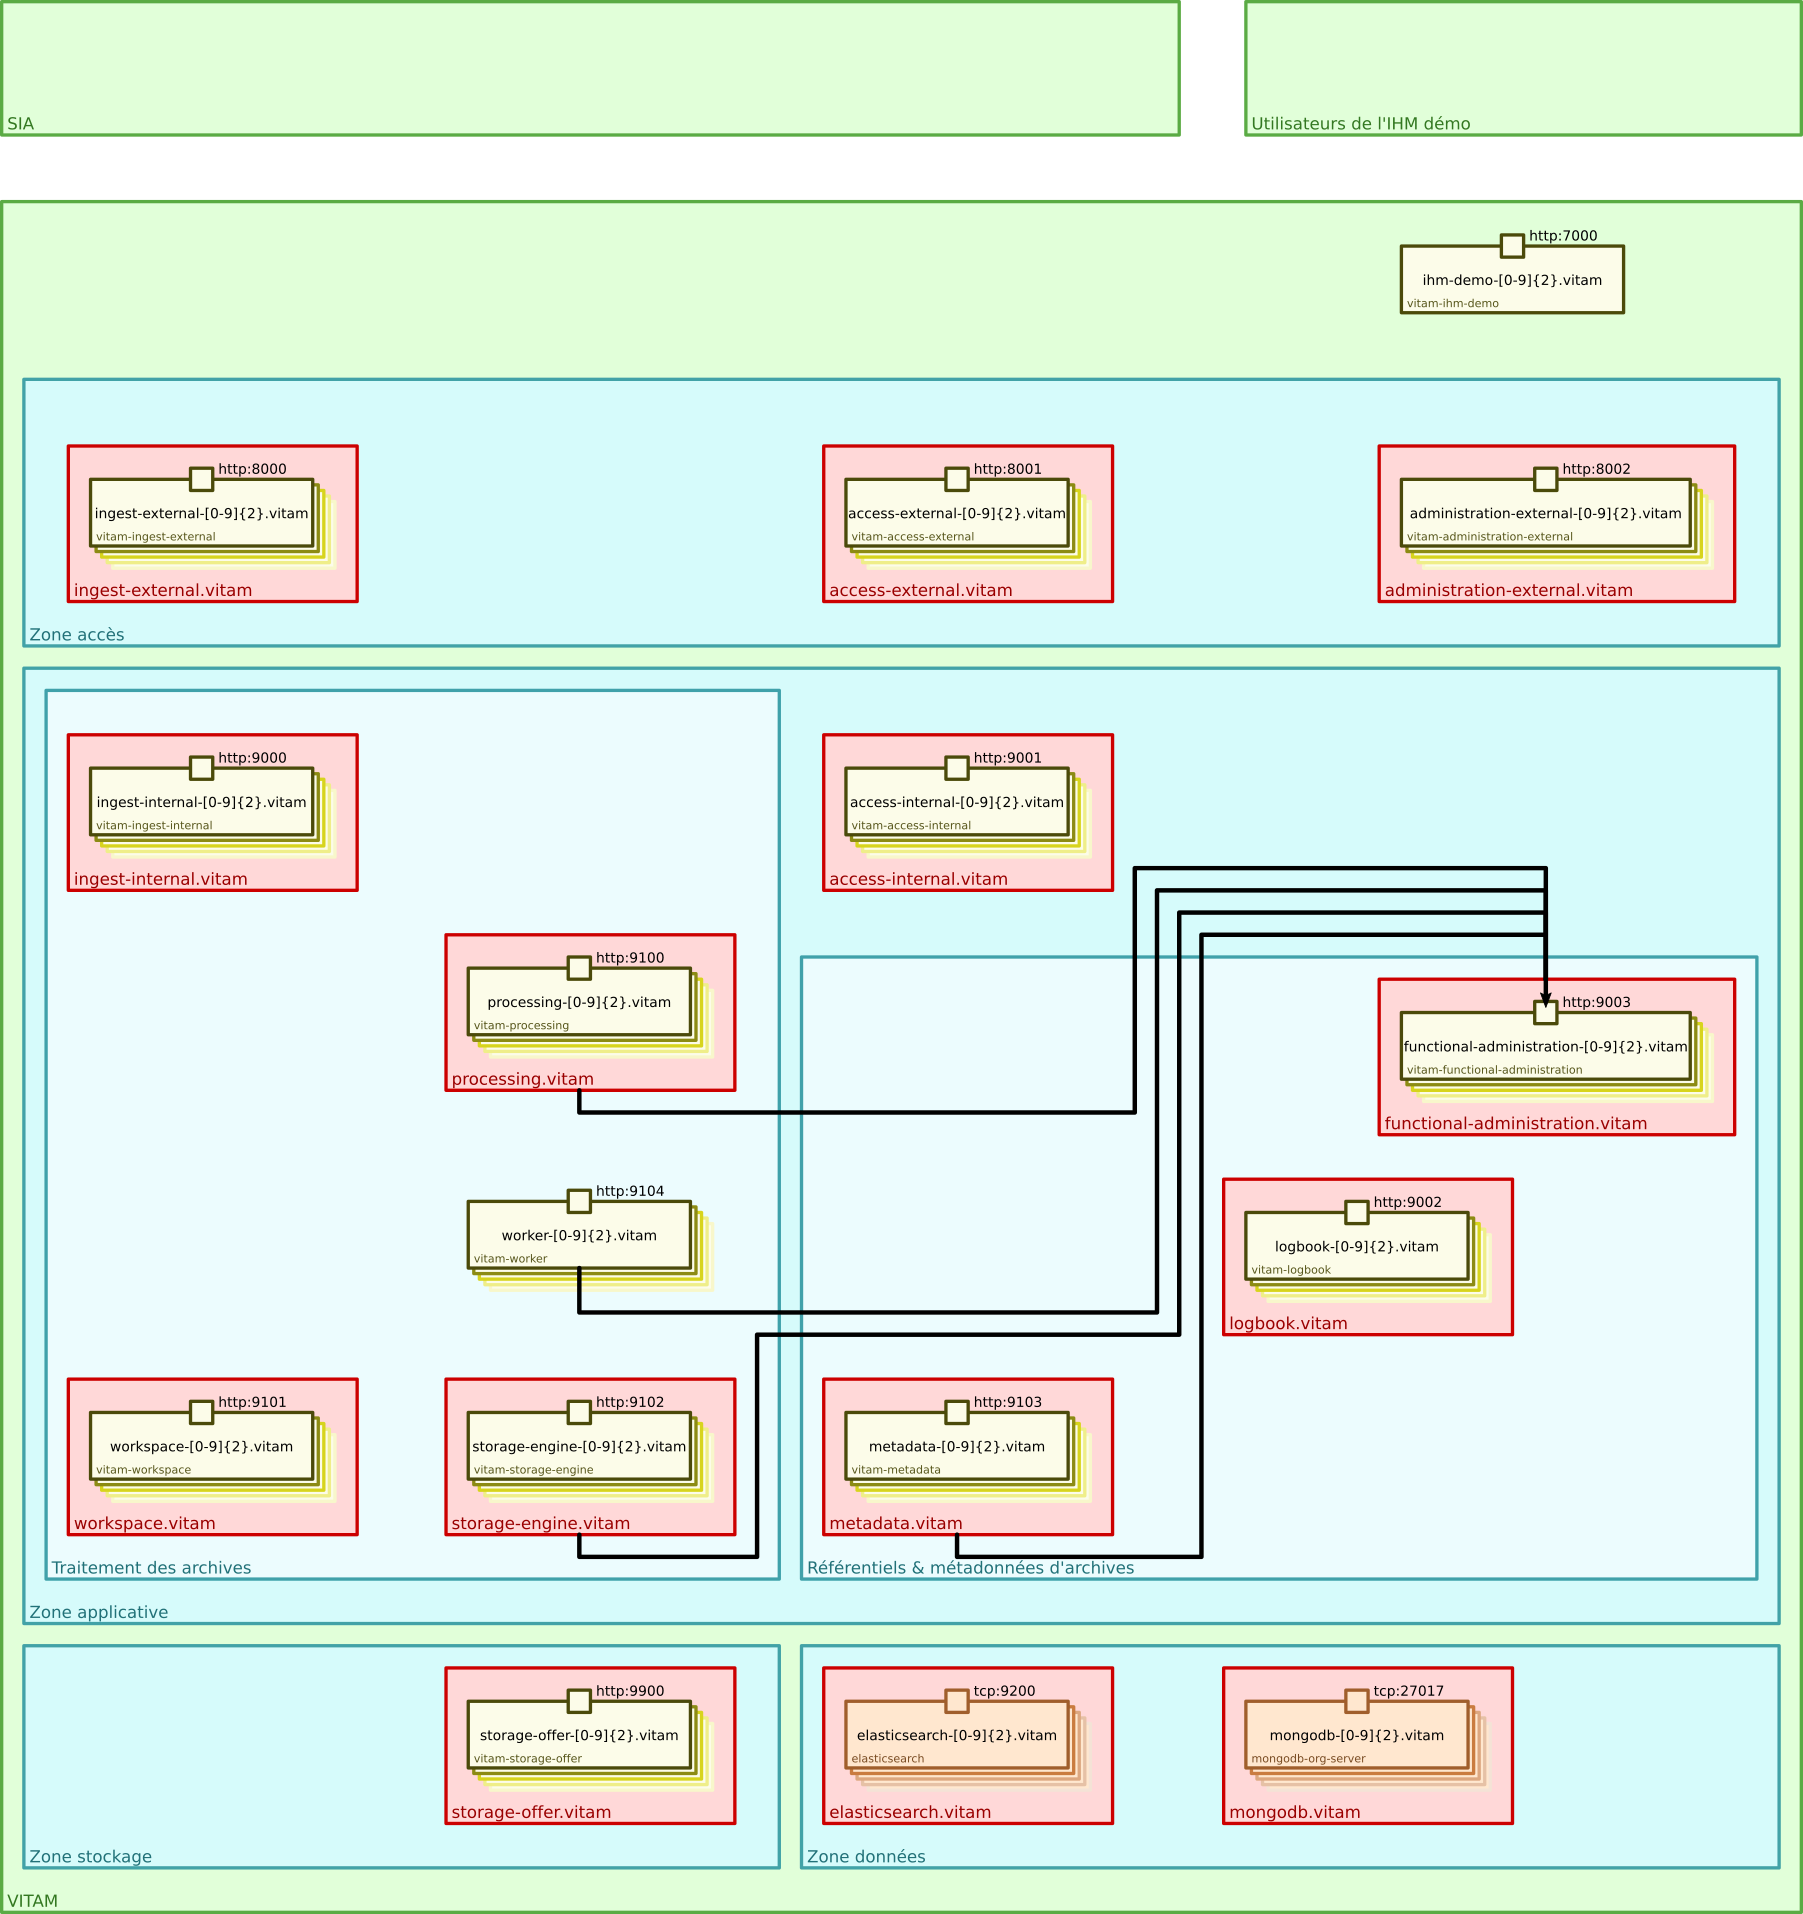 SIA
Utilisateurs de l'IHM démo
http:7000
ihm-demo-[0-9]{2}.vitam
vitam-ihm-demo
http:8000
ingest-external-[0-9]{2}.vitam
vitam-ingest-external
ingest-external.vitam
http:8001
access-external-[0-9]{2}.vitam
vitam-access-external
access-external.vitam
http:8002
administration-external-[0-9]{2}.vitam
vitam-administration-external
administration-external.vitam
Zone accès
http:9000
ingest-internal-[0-9]{2}.vitam
vitam-ingest-internal
ingest-internal.vitam
http:9001
access-internal-[0-9]{2}.vitam
vitam-access-internal
access-internal.vitam
http:9100
processing-[0-9]{2}.vitam
vitam-processing
processing.vitam
http:9003
functional-administration-[0-9]{2}.vitam
vitam-functional-administration
functional-administration.vitam
http:9104
worker-[0-9]{2}.vitam
vitam-worker
http:9002
logbook-[0-9]{2}.vitam
vitam-logbook
logbook.vitam
http:9101
workspace-[0-9]{2}.vitam
vitam-workspace
workspace.vitam
http:9102
storage-engine-[0-9]{2}.vitam
vitam-storage-engine
storage-engine.vitam
http:9103
metadata-[0-9]{2}.vitam
vitam-metadata
metadata.vitam
Traitement des archives
Référentiels & métadonnées d'archives
Zone applicative
http:9900
storage-offer-[0-9]{2}.vitam
vitam-storage-offer
storage-offer.vitam
Zone stockage
tcp:9200
elasticsearch-[0-9]{2}.vitam
elasticsearch
elasticsearch.vitam
tcp:27017
mongodb-[0-9]{2}.vitam
mongodb-org-server
mongodb.vitam
Zone données
VITAM